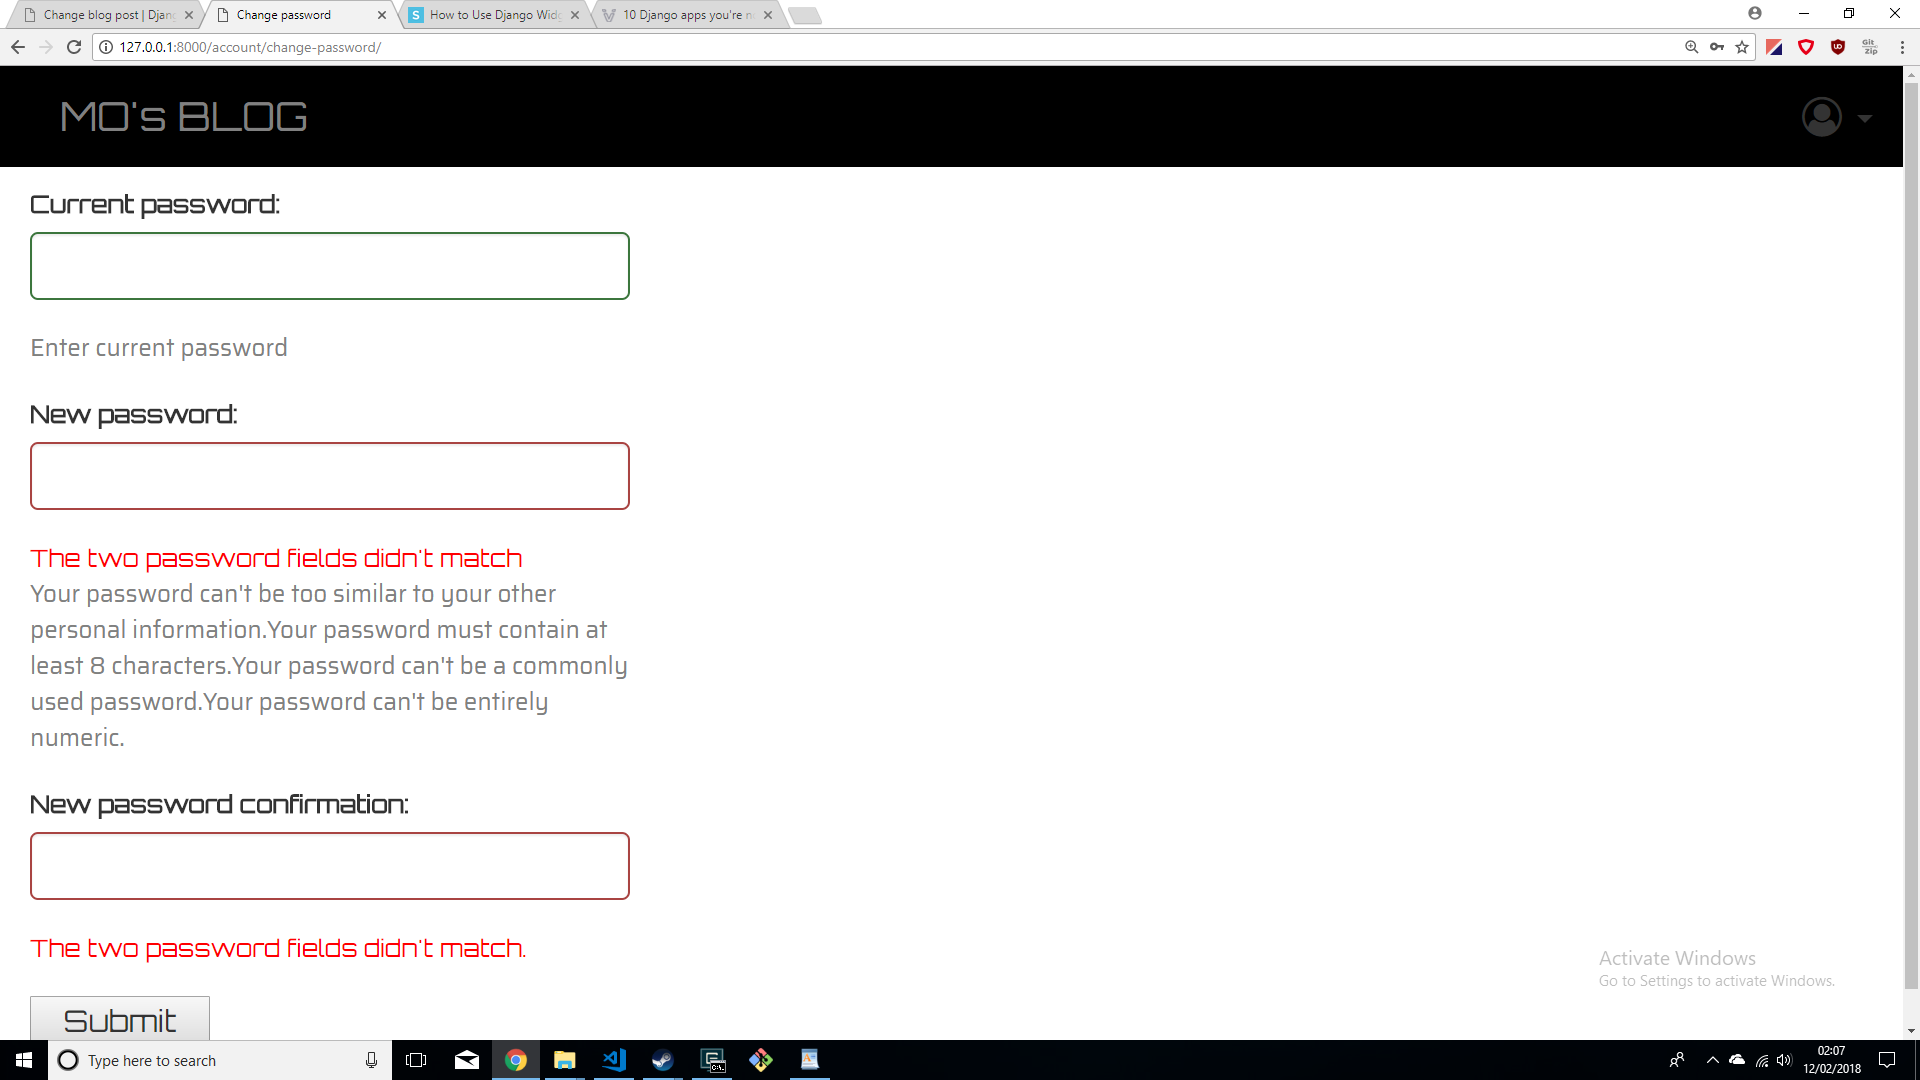 Change blog post | Djang
Change password
How to Use Django Widg
10 Django apps you're n
127.0.0.1:8000/account/change-password/
Git
Zip
MO's BLOG
Current password:
Enter current password
New password:
The two password fields didn't match
Your password can't be too similar to your other
personal information.Your password must contain at
least 8 characters.Your password can't be a commonly
used password.Your password can't be entirely
numeric.
New password confirmation:
The two password fields didn't match.
Submit
Activate Windows
Go to Settings to activate Windows.
Type here to search
02:07
12/02/2018